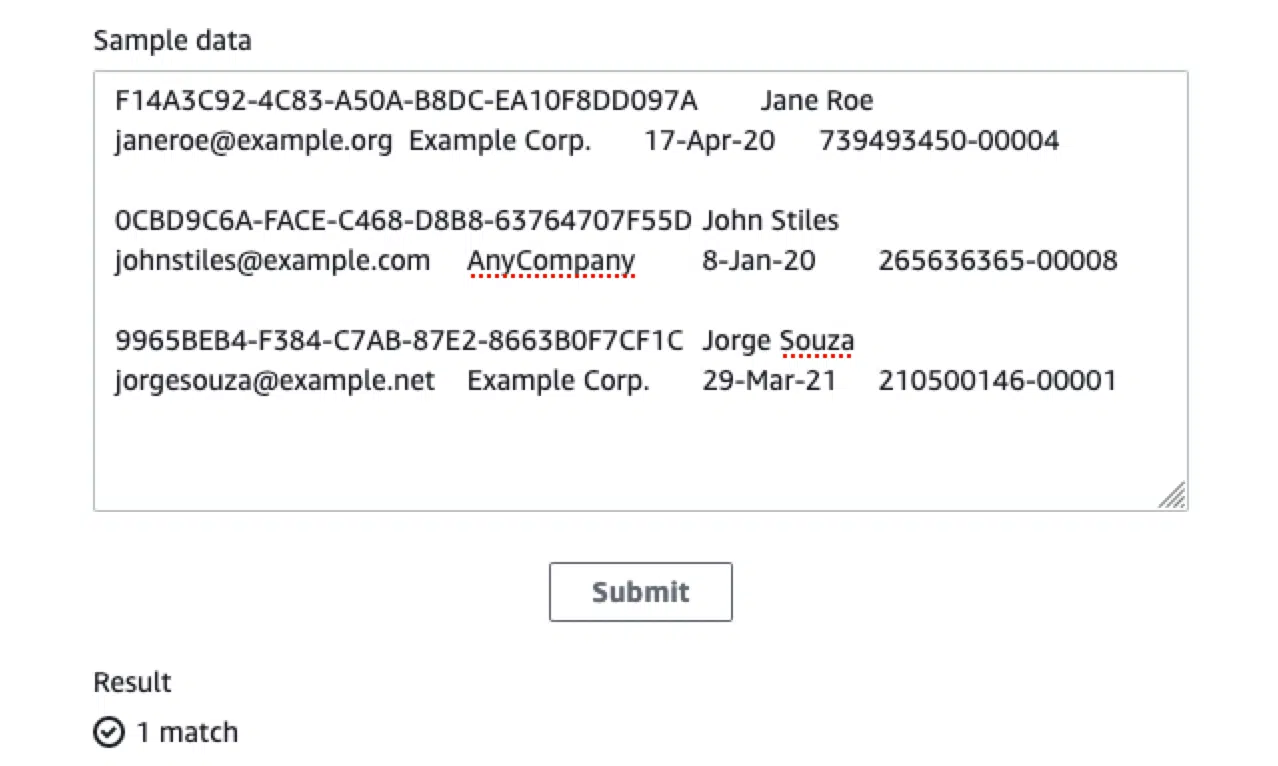 Sample data
F14A3C92-4C83-A50A-B8DC-EA10F8DD097A Jane Roe
janeroe@example.org Example Corp. 17-Apr-20 739493450-00004
0CBD9C6A-FACE-C468-D8B8-63764707F55D John Stiles
johnstiles@example.com AnyCompany 8-Jan-20 265636365-00008
9965BEB4-F384-C7AB-87E2-8663B0F7CF1C Jorge Souza
jorgesouza@example.net Example Corp. 29-Mar-21 210500146-00001
Submit
Result
1 match